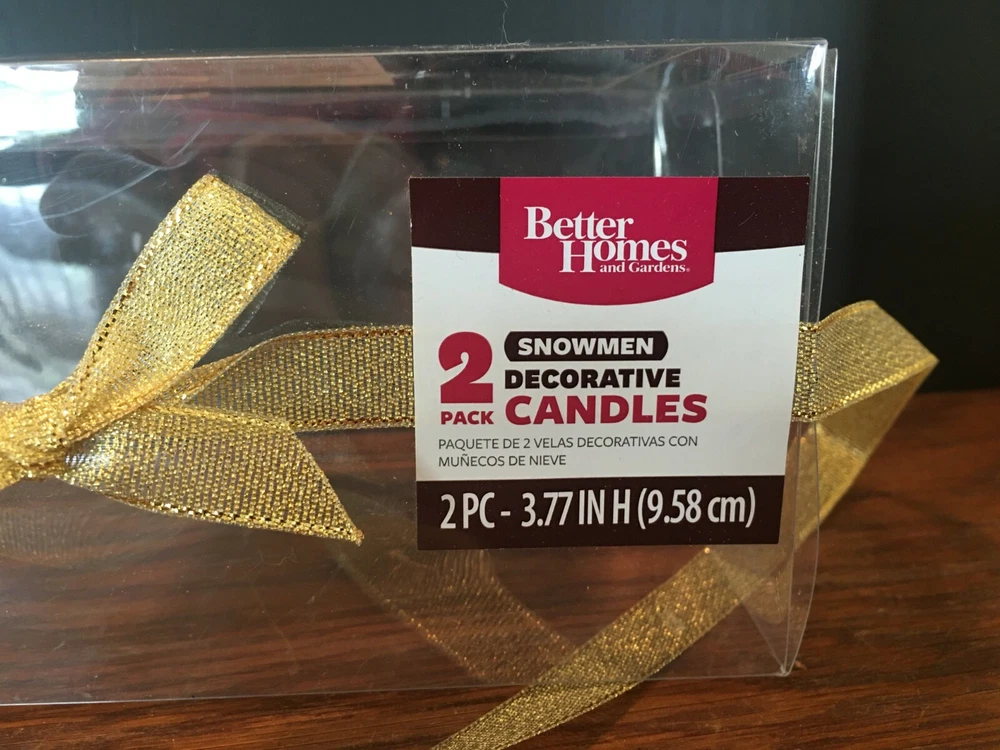 Better
Homes
and Gardens®
2 PACK
SNOWMEN
DECORATIVE
CANDLES
PAQUETE DE 2 VELAS DECORATIVAS CON
MUÑECOS DE NIEVE
2 PC - 3.77 IN H (9.58 cm)